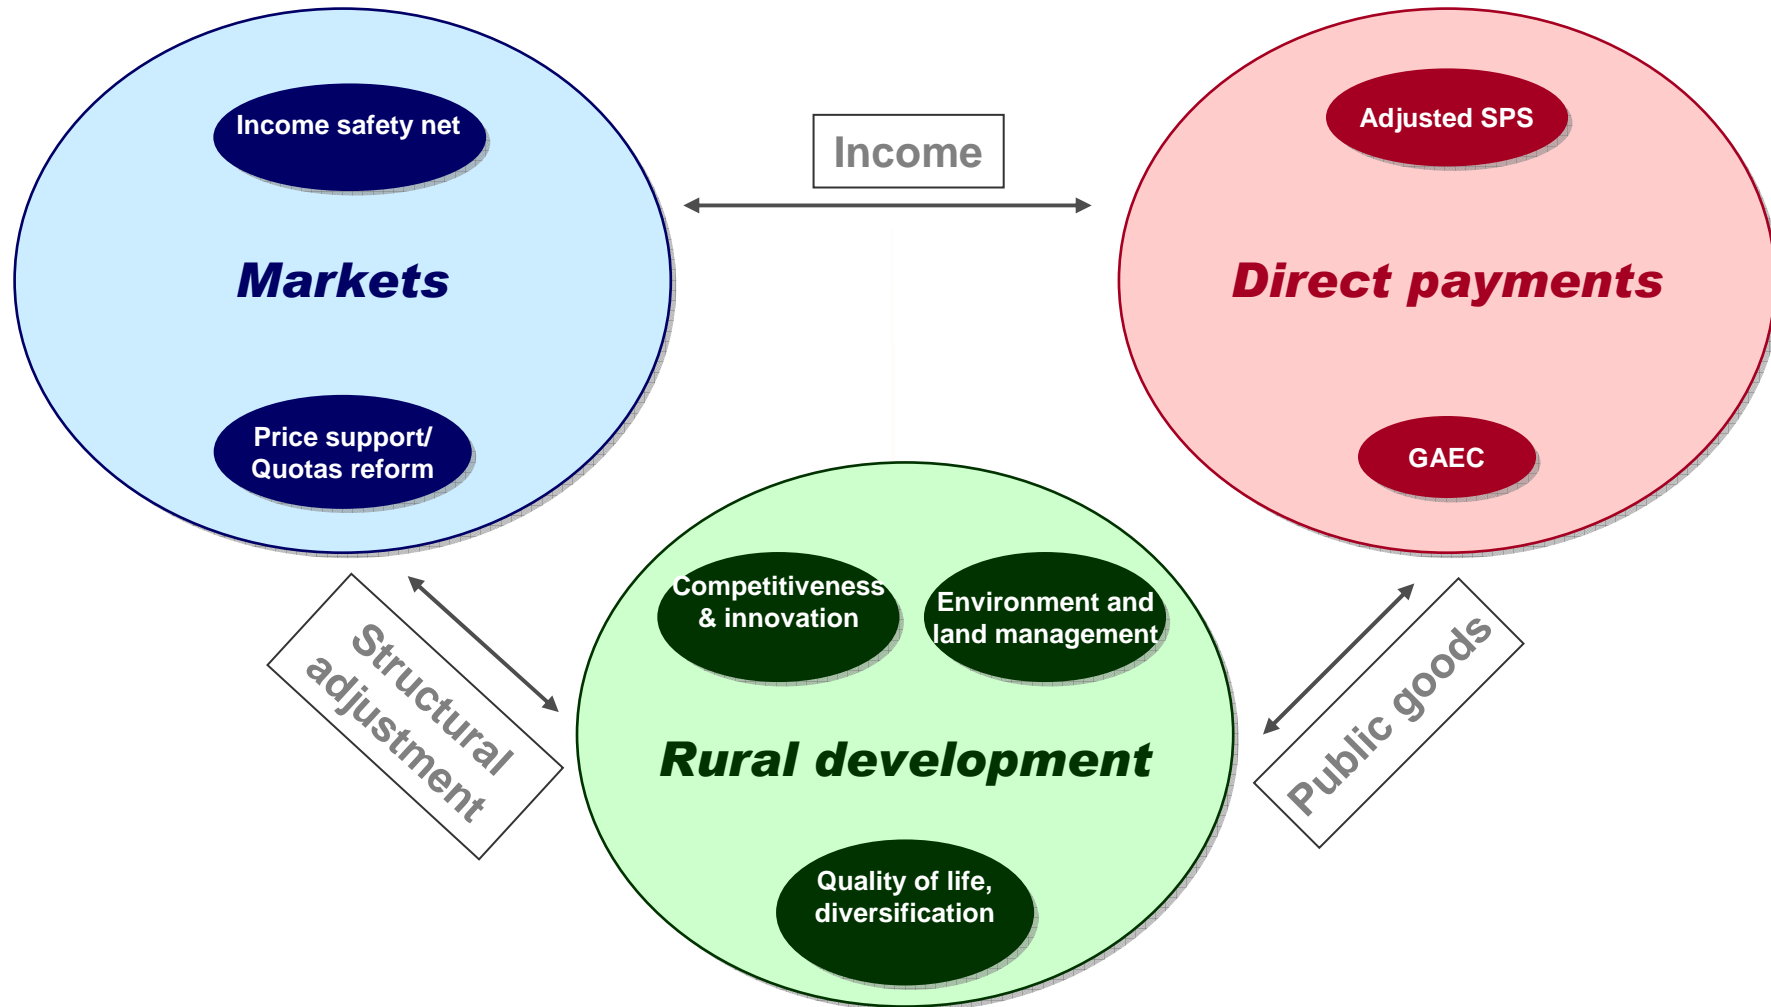 Income safety net
Markets
Price support/
Quotas reform
Income
Adjusted SPS
Direct payments
GAEC
Structural
adjustment
Competitiveness
& innovation
Environment and
land management
Rural development
Quality of life,
diversification
Public goods